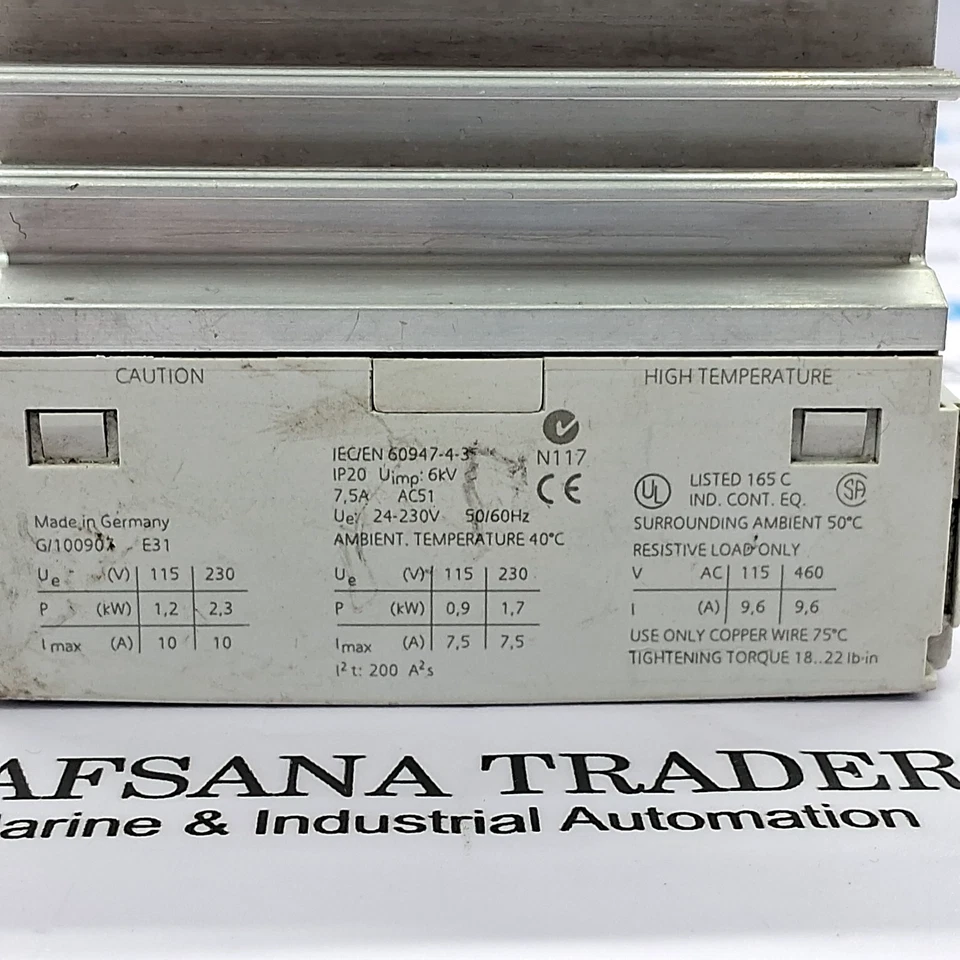 CAUTION
HIGH TEMPERATURE
Made in Germany
E31
Ue (V) 115 230
P (kW) 1,2 2,3
Imax (A) 10 10
IEC/EN 60947-4-3
IP20 Uimp: 6kV
7,5A AC51
Ue: 24-230V 50/60Hz
AMBIENT. TEMPERATURE 40°C
Ue (V) 115 230
P (kW) 0,9 1,7
Imax (A) 7,5 7,5
I²t: 200 A²s
N117
CE
UL LISTED 165 C
IND. CONT. EQ.
SA
SURROUNDING AMBIENT 50°C
RESISTIVE LOAD ONLY
V AC 115 460
I (A) 9,6 9,6
USE ONLY COPPER WIRE 75°C
TIGHTENING TORQUE 18..22 lb-in
AFSANA TRADER
arine & Industrial Automation